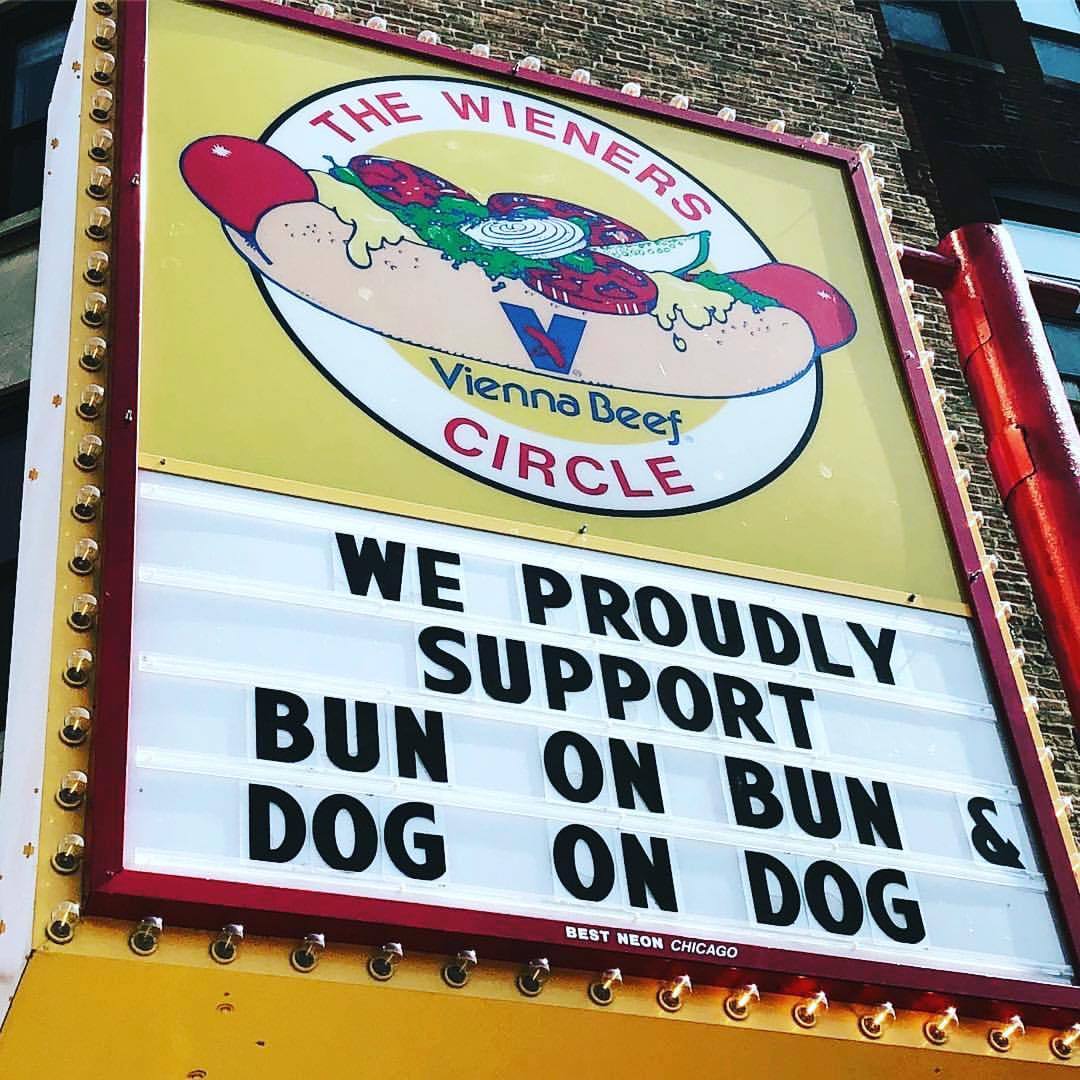 THE WIENERS
V
Vienna Beef
CIRCLE
WE PROUDLY
SUPPORT
BUN ON BUN &
DOG ON DOG
BEST NEON CHICAGO